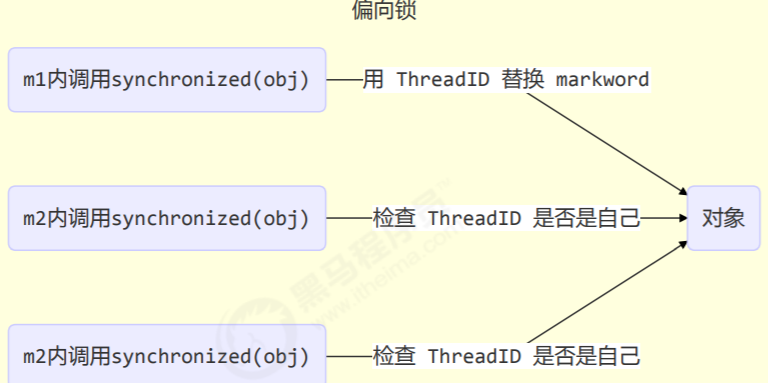 偏向锁
m1内调用synchronized(obj)
用 ThreadID 替换 markword
m2内调用synchronized(obj)
检查 ThreadID 是否是自己
对象
m2内调用synchronized(obj)
检查 ThreadID 是否是自己
黑马程序员™
www.itheima.com